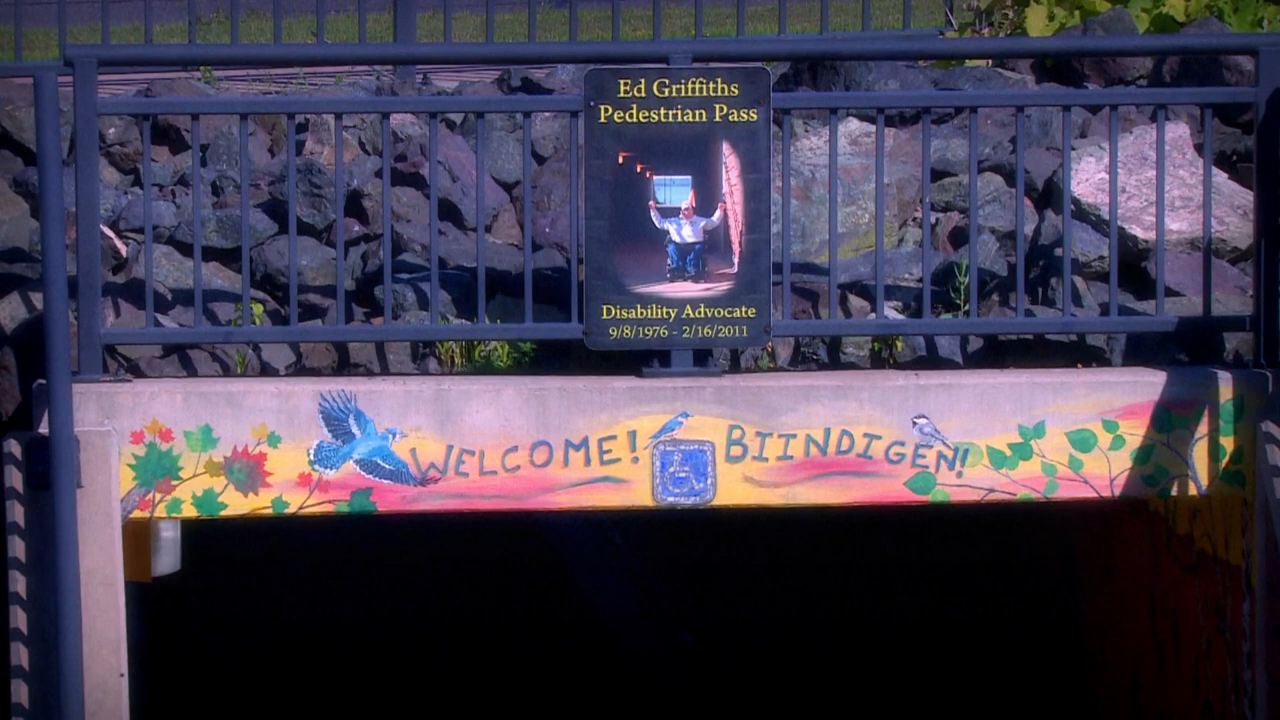 Ed Griffiths
Pedestrian Pass
Disability Advocate
9/8/1976 - 2/16/2011
WELCOME! BIINDIGEN!